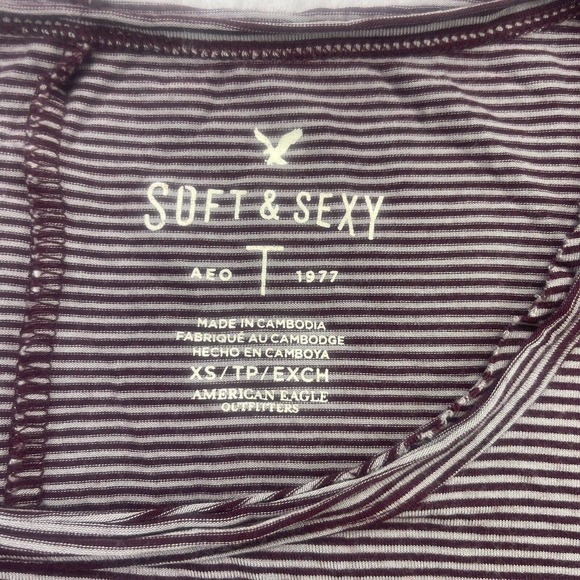 SOFT & SEXY
AEO T 1977
MADE IN CAMBODIA
FABRIQUÉ AU CAMBODGE
HECHO EN CAMBOYA
XS/TP/EXCH
AMERICAN EAGLE
OUTFITTERS